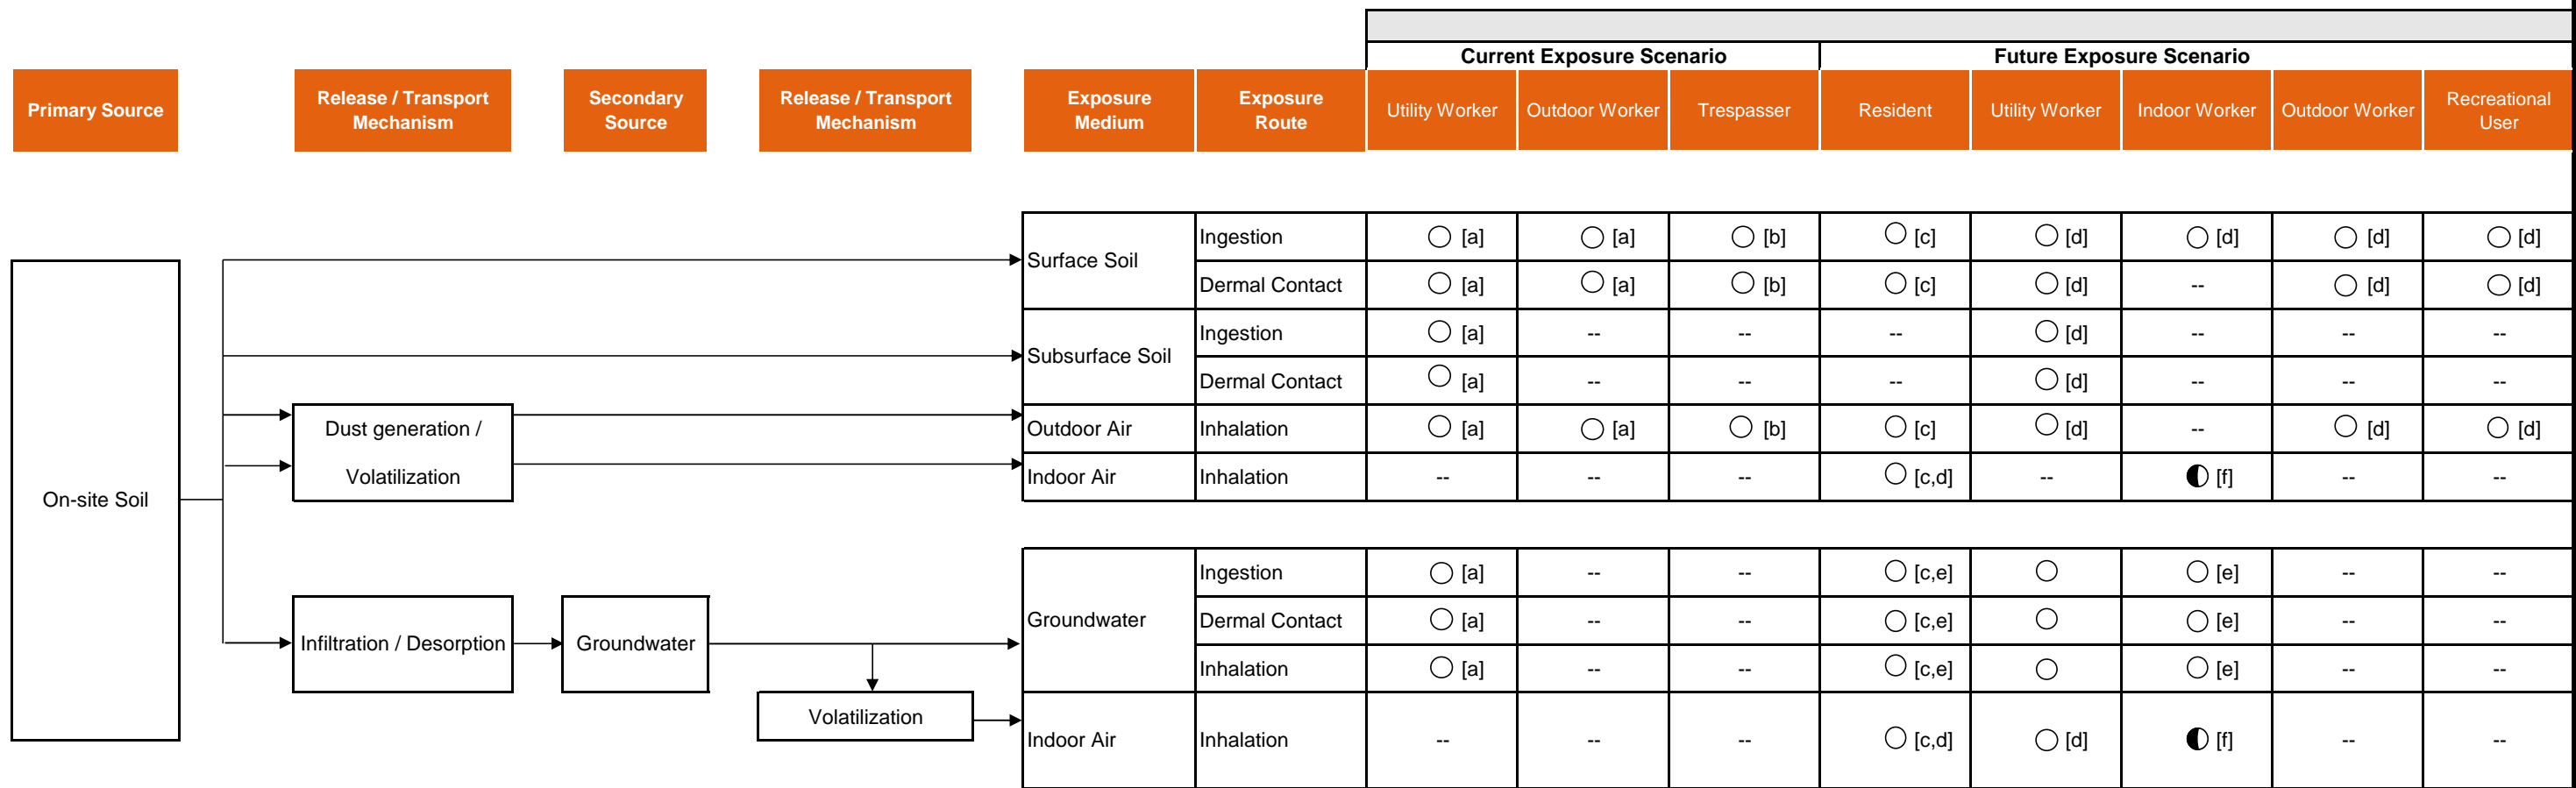 Current Exposure Scenario Future Exposure Scenario
Primary Source
Release / Transport
Mechanism
Secondary
Source
Release / Transport
Mechanism
Exposure
Medium
Exposure
Route
Utility Worker
Outdoor Worker
Trespasser
Resident
Utility Worker
Indoor Worker
Outdoor Worker
Recreational
User
On-site Soil
Dust generation /
Volatilization
Infiltration / Desorption
Groundwater
Volatilization
Surface Soil
Ingestion ○ [a] ○ [a] ○ [b] ○ [c] ○ [d] ○ [d] ○ [d] ○ [d]
Dermal Contact ○ [a] ○ [a] ○ [b] ○ [c] ○ [d] -- ○ [d] ○ [d]
Subsurface Soil
Ingestion ○ [a] -- -- -- ○ [d] -- -- --
Dermal Contact ○ [a] -- -- -- ○ [d] -- -- --
Outdoor Air Inhalation ○ [a] ○ [a] ○ [b] ○ [c] ○ [d] -- ○ [d] ○ [d]
Indoor Air Inhalation -- -- -- ○ [c,d] -- ◐ [f] -- --
Groundwater
Ingestion ○ [a] -- -- ○ [c,e] ○ ○ [e] -- --
Dermal Contact ○ [a] -- -- ○ [c,e] ○ ○ [e] -- --
Inhalation ○ [a] -- -- ○ [c,e] ○ ○ [e] -- --
Indoor Air Inhalation -- -- -- ○ [c,d] ○ [d] ◐ [f] -- --